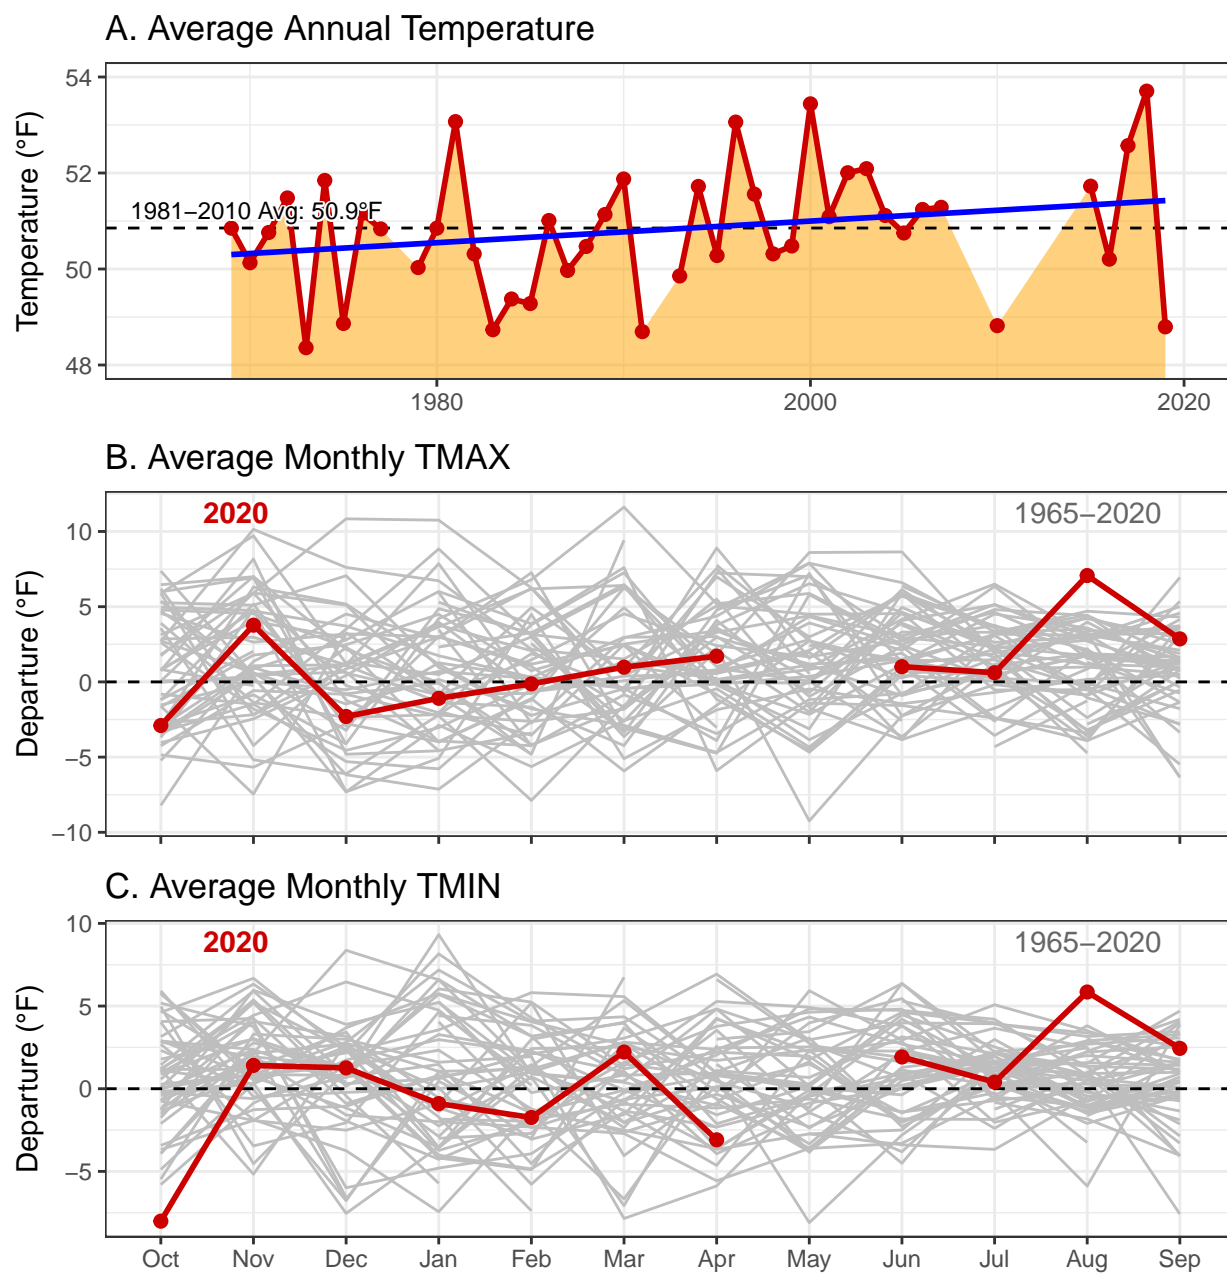 A. Average Annual Temperature
Temperature (°F)
54
52
50
48
1981–2010 Avg: 50.9°F
1980
2000
2020
B. Average Monthly TMAX
Departure (°F)
10
5
0
−5
−10
2020
1965–2020
C. Average Monthly TMIN
Departure (°F)
10
5
0
−5
2020
1965–2020
Oct Nov Dec Jan Feb Mar Apr May Jun Jul Aug Sep